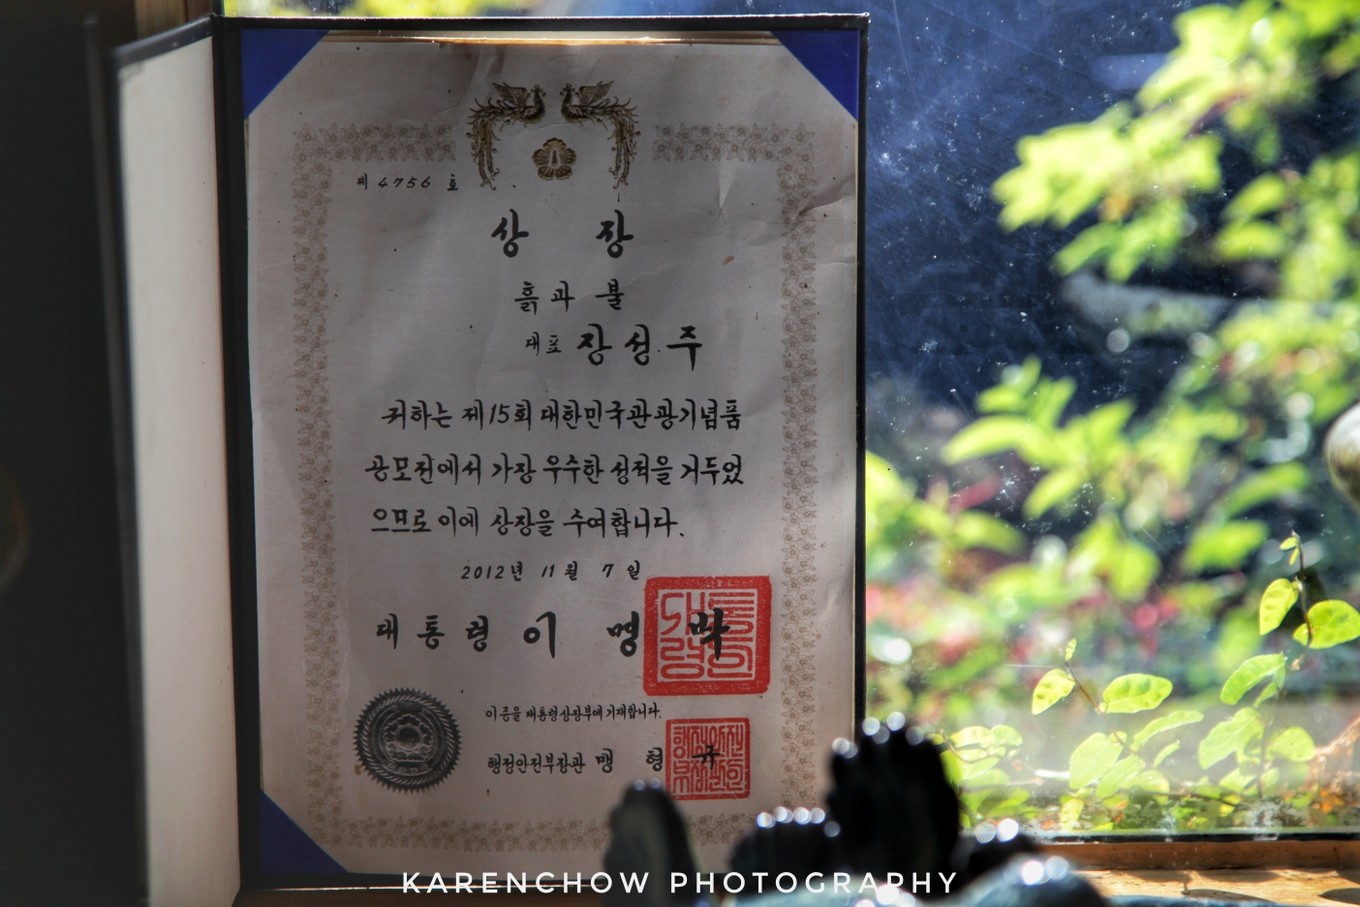 제 4756 호
상 장
흙과 불
대표 장성주
귀하는 제15회 대한민국관광기념품
공모전에서 가장 우수한 성적을 거두었
으므로 이에 상장을 수여합니다.
2012년 11월 7일
대통령 이명박
이 증을 대통령상장부에 기재합니다.
행정안전부장관 맹형규
KARENCHOW PHOTOGRAPHY